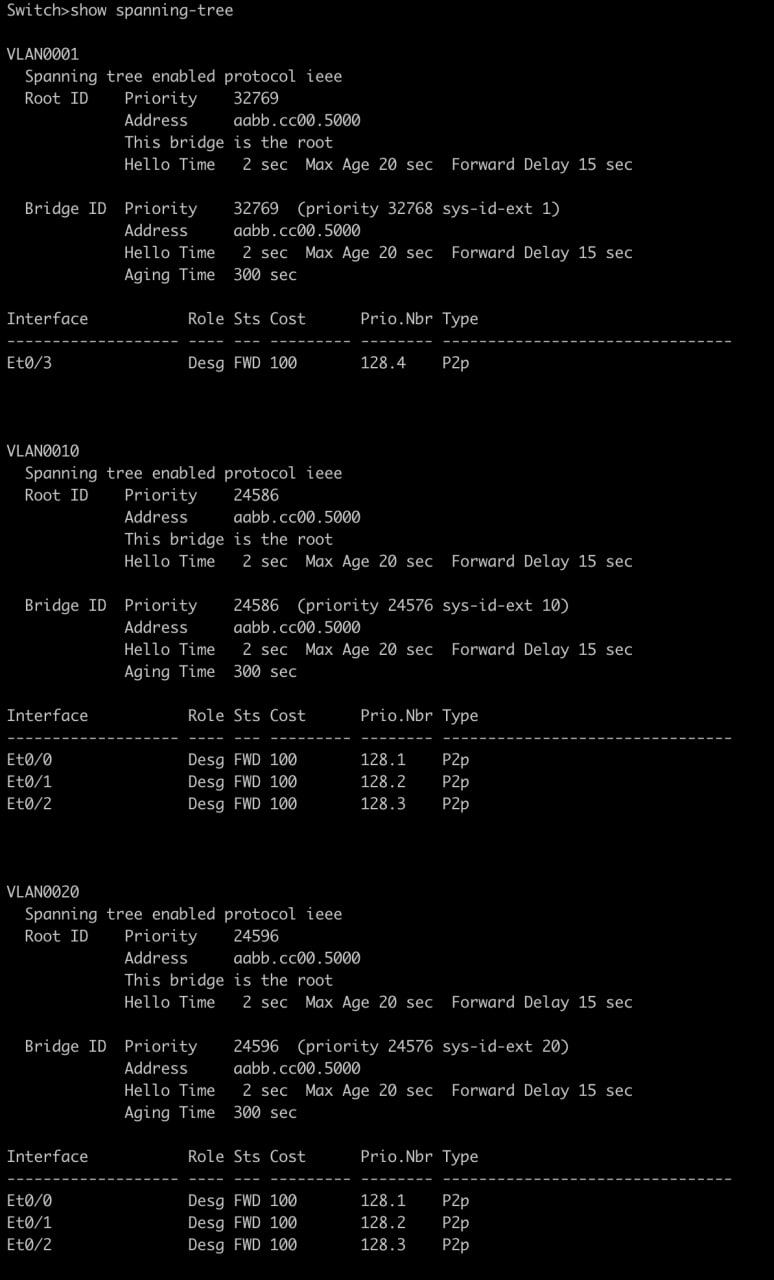 Switch>show spanning-tree

VLAN0001
  Spanning tree enabled protocol ieee
  Root ID    Priority    32769
             Address     aabb.cc00.5000
             This bridge is the root
             Hello Time   2 sec  Max Age 20 sec  Forward Delay 15 sec

  Bridge ID  Priority    32769  (priority 32768 sys-id-ext 1)
             Address     aabb.cc00.5000
             Hello Time   2 sec  Max Age 20 sec  Forward Delay 15 sec
             Aging Time  300 sec

Interface           Role Sts Cost      Prio.Nbr Type
------------------- ---- --- --------- -------- --------------------------------
Et0/3               Desg FWD 100       128.4    P2p

VLAN0010
  Spanning tree enabled protocol ieee
  Root ID    Priority    24586
             Address     aabb.cc00.5000
             This bridge is the root
             Hello Time   2 sec  Max Age 20 sec  Forward Delay 15 sec

  Bridge ID  Priority    24586  (priority 24576 sys-id-ext 10)
             Address     aabb.cc00.5000
             Hello Time   2 sec  Max Age 20 sec  Forward Delay 15 sec
             Aging Time  300 sec

Interface           Role Sts Cost      Prio.Nbr Type
------------------- ---- --- --------- -------- --------------------------------
Et0/0               Desg FWD 100       128.1    P2p
Et0/1               Desg FWD 100       128.2    P2p
Et0/2               Desg FWD 100       128.3    P2p

VLAN0020
  Spanning tree enabled protocol ieee
  Root ID    Priority    24596
             Address     aabb.cc00.5000
             This bridge is the root
             Hello Time   2 sec  Max Age 20 sec  Forward Delay 15 sec

  Bridge ID  Priority    24596  (priority 24576 sys-id-ext 20)
             Address     aabb.cc00.5000
             Hello Time   2 sec  Max Age 20 sec  Forward Delay 15 sec
             Aging Time  300 sec

Interface           Role Sts Cost      Prio.Nbr Type
------------------- ---- --- --------- -------- --------------------------------
Et0/0               Desg FWD 100       128.1    P2p
Et0/1               Desg FWD 100       128.2    P2p
Et0/2               Desg FWD 100       128.3    P2p